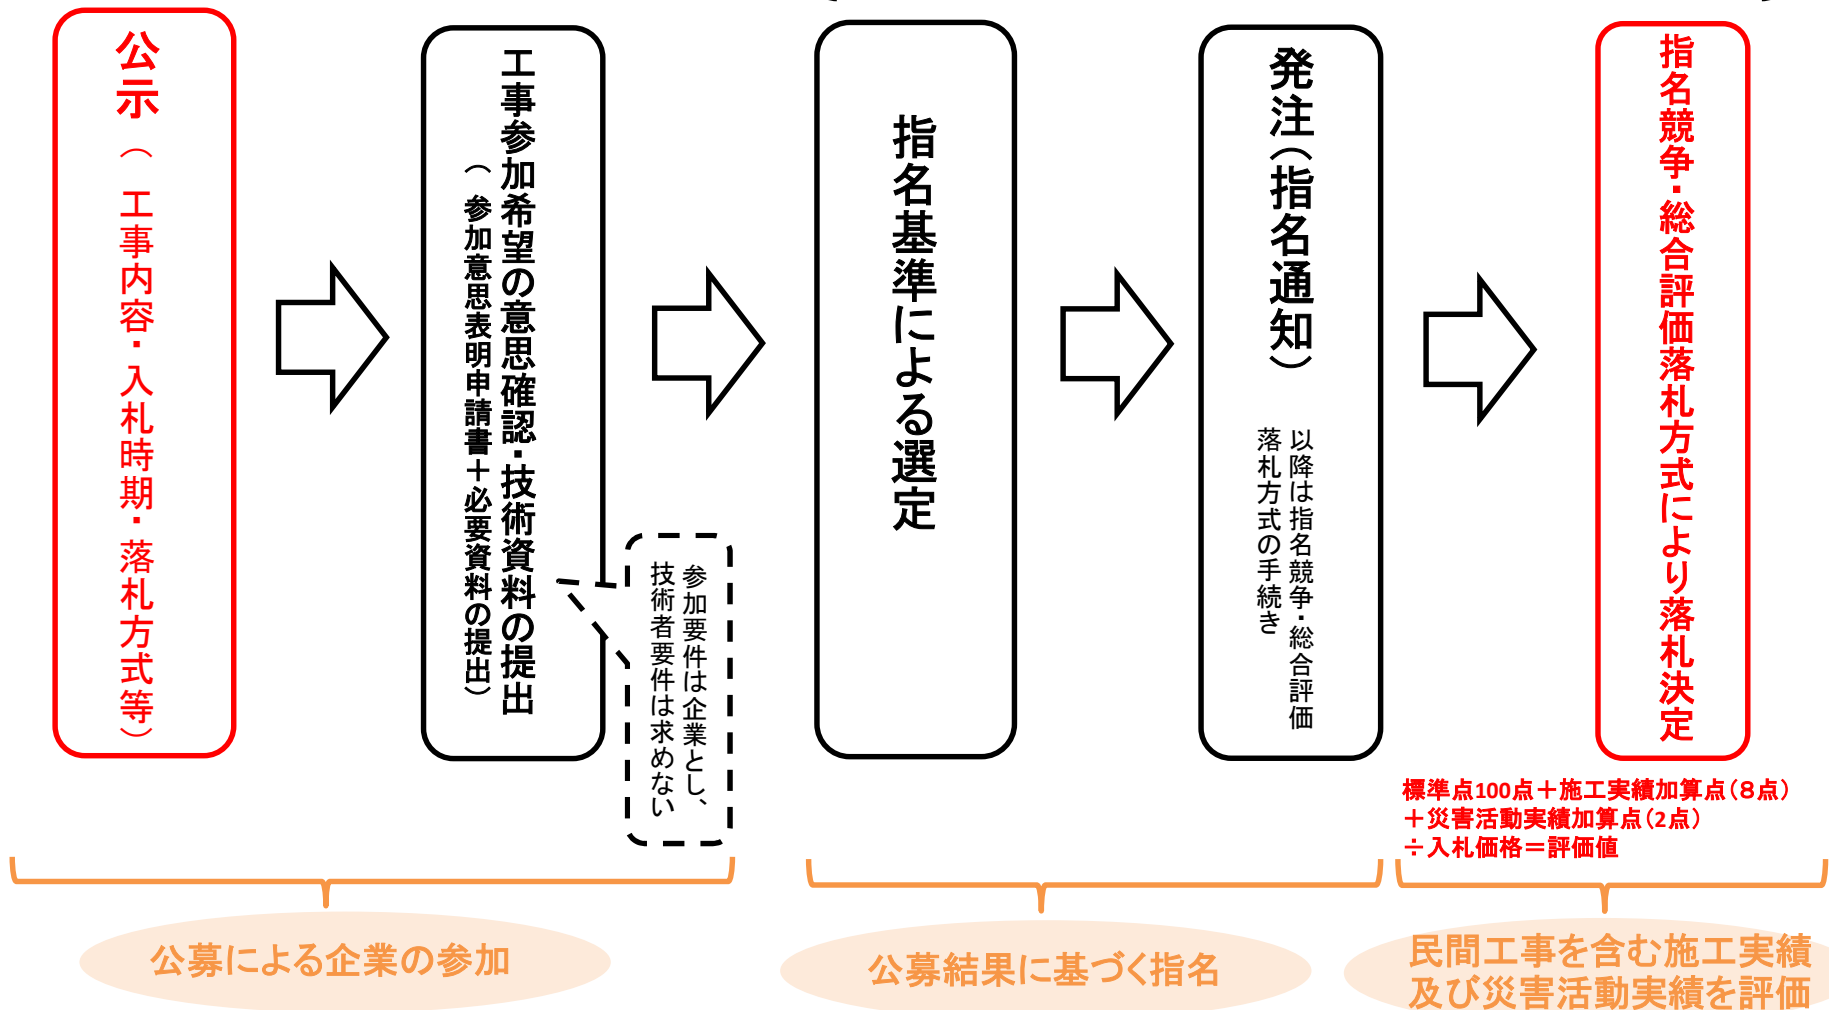 公示（工事内容・入札時期・落札方式等）
工事参加希望の意思確認・技術資料の提出
（参加意思表明申請書＋必要資料の提出）
参加要件は企業とし、
技術者要件は求めない
指名基準による選定
発注（指名通知）
以降は指名競争・総合評価
落札方式の手続き
指名競争・総合評価落札方式により落札決定
標準点100点＋施工実績加算点（８点）
＋災害活動実績加算点（2点）
÷入札価格＝評価値
公募による企業の参加
公募結果に基づく指名
民間工事を含む施工実績
及び災害活動実績を評価